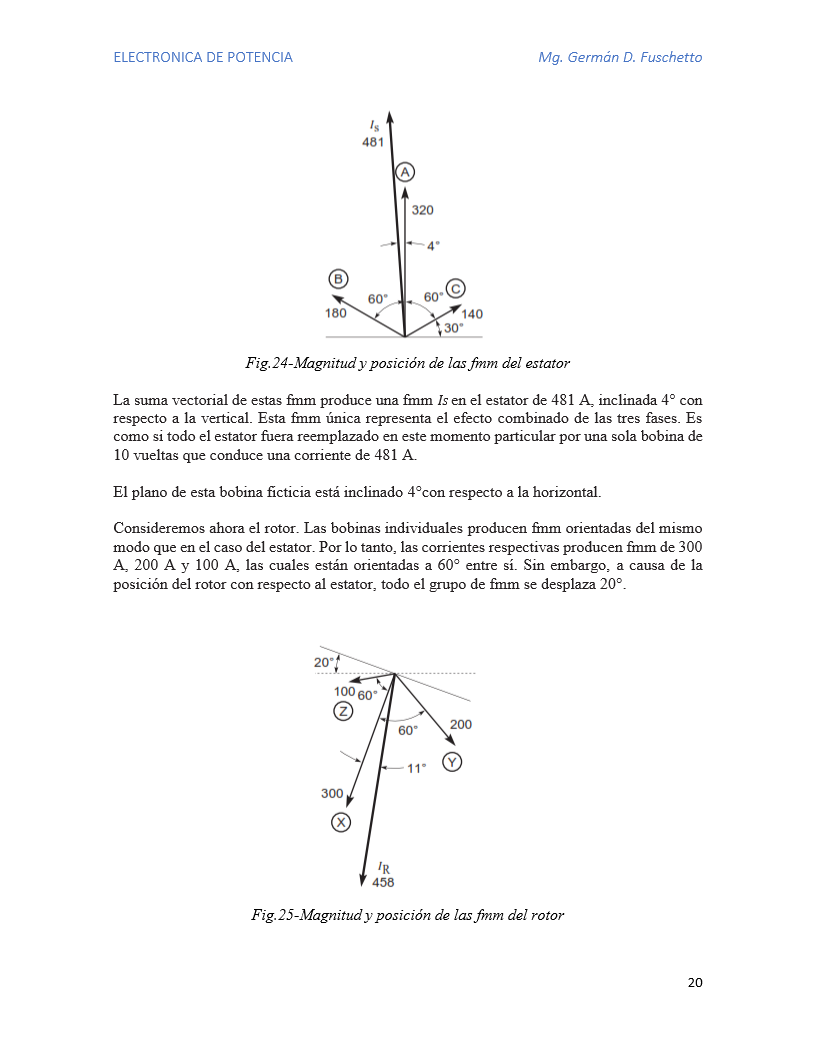 ELECTRONICA DE POTENCIA Mg. Germán D. Fuschetto
Is
481
A
320
4°
B
60°
60°
C
180
140
30°
Fig.24-Magnitud y posición de las fmm del estator
La suma vectorial de estas fmm produce una fmm Is en el estator de 481 A, inclinada 4° con
respecto a la vertical. Esta fmm única representa el efecto combinado de las tres fases. Es
como si todo el estator fuera reemplazado en este momento particular por una sola bobina de
10 vueltas que conduce una corriente de 481 A.
El plano de esta bobina ficticia está inclinado 4°con respecto a la horizontal.
Consideremos ahora el rotor. Las bobinas individuales producen fmm orientadas del mismo
modo que en el caso del estator. Por lo tanto, las corrientes respectivas producen fmm de 300
A, 200 A y 100 A, las cuales están orientadas a 60° entre sí. Sin embargo, a causa de la
posición del rotor con respecto al estator, todo el grupo de fmm se desplaza 20°.
20°
100
60°
Z
60°
200
Y
11°
300
X
IR
458
Fig.25-Magnitud y posición de las fmm del rotor
20